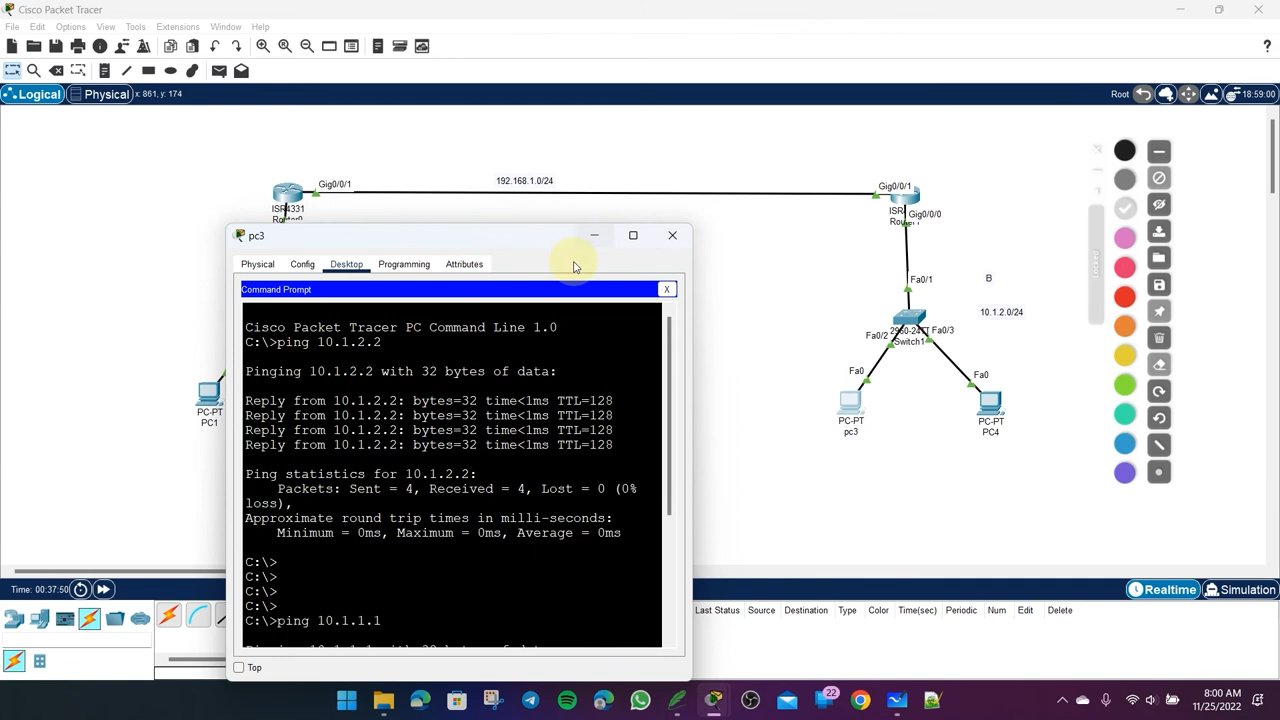 Cisco Packet Tracer
File Edit Options View Tools Extensions Window Help
?
Logical Physical x: 861, y: 174 Root 18:59:00
Gig0/0/1 192.168.1.0/24 Gig0/0/1
ISR4331
Gig0/0/0
pc3
Physical Config Desktop Programming Attributes
Command Prompt X
Cisco Packet Tracer PC Command Line 1.0
C:\>ping 10.1.2.2
Pinging 10.1.2.2 with 32 bytes of data:
Reply from 10.1.2.2: bytes=32 time<1ms TTL=128
Reply from 10.1.2.2: bytes=32 time<1ms TTL=128
Reply from 10.1.2.2: bytes=32 time<1ms TTL=128
Reply from 10.1.2.2: bytes=32 time<1ms TTL=128
Ping statistics for 10.1.2.2:
Packets: Sent = 4, Received = 4, Lost = 0 (0%
loss),
Approximate round trip times in milli-seconds:
Minimum = 0ms, Maximum = 0ms, Average = 0ms
C:\>
C:\>
C:\>
C:\>
C:\>ping 10.1.1.1
Top
PC-PT
PC1
Fa0/1 B
10.1.2.0/24
Fa0/2 Fa0/3
Switch1
Fa0 Fa0
PC-PT
pc3
PC-PT
PC4
Time: 00:37:50 Realtime Simulation
Last Status Source Destination Type Color Time(sec) Periodic Num Edit Delete
22
8:00 AM
11/25/2022